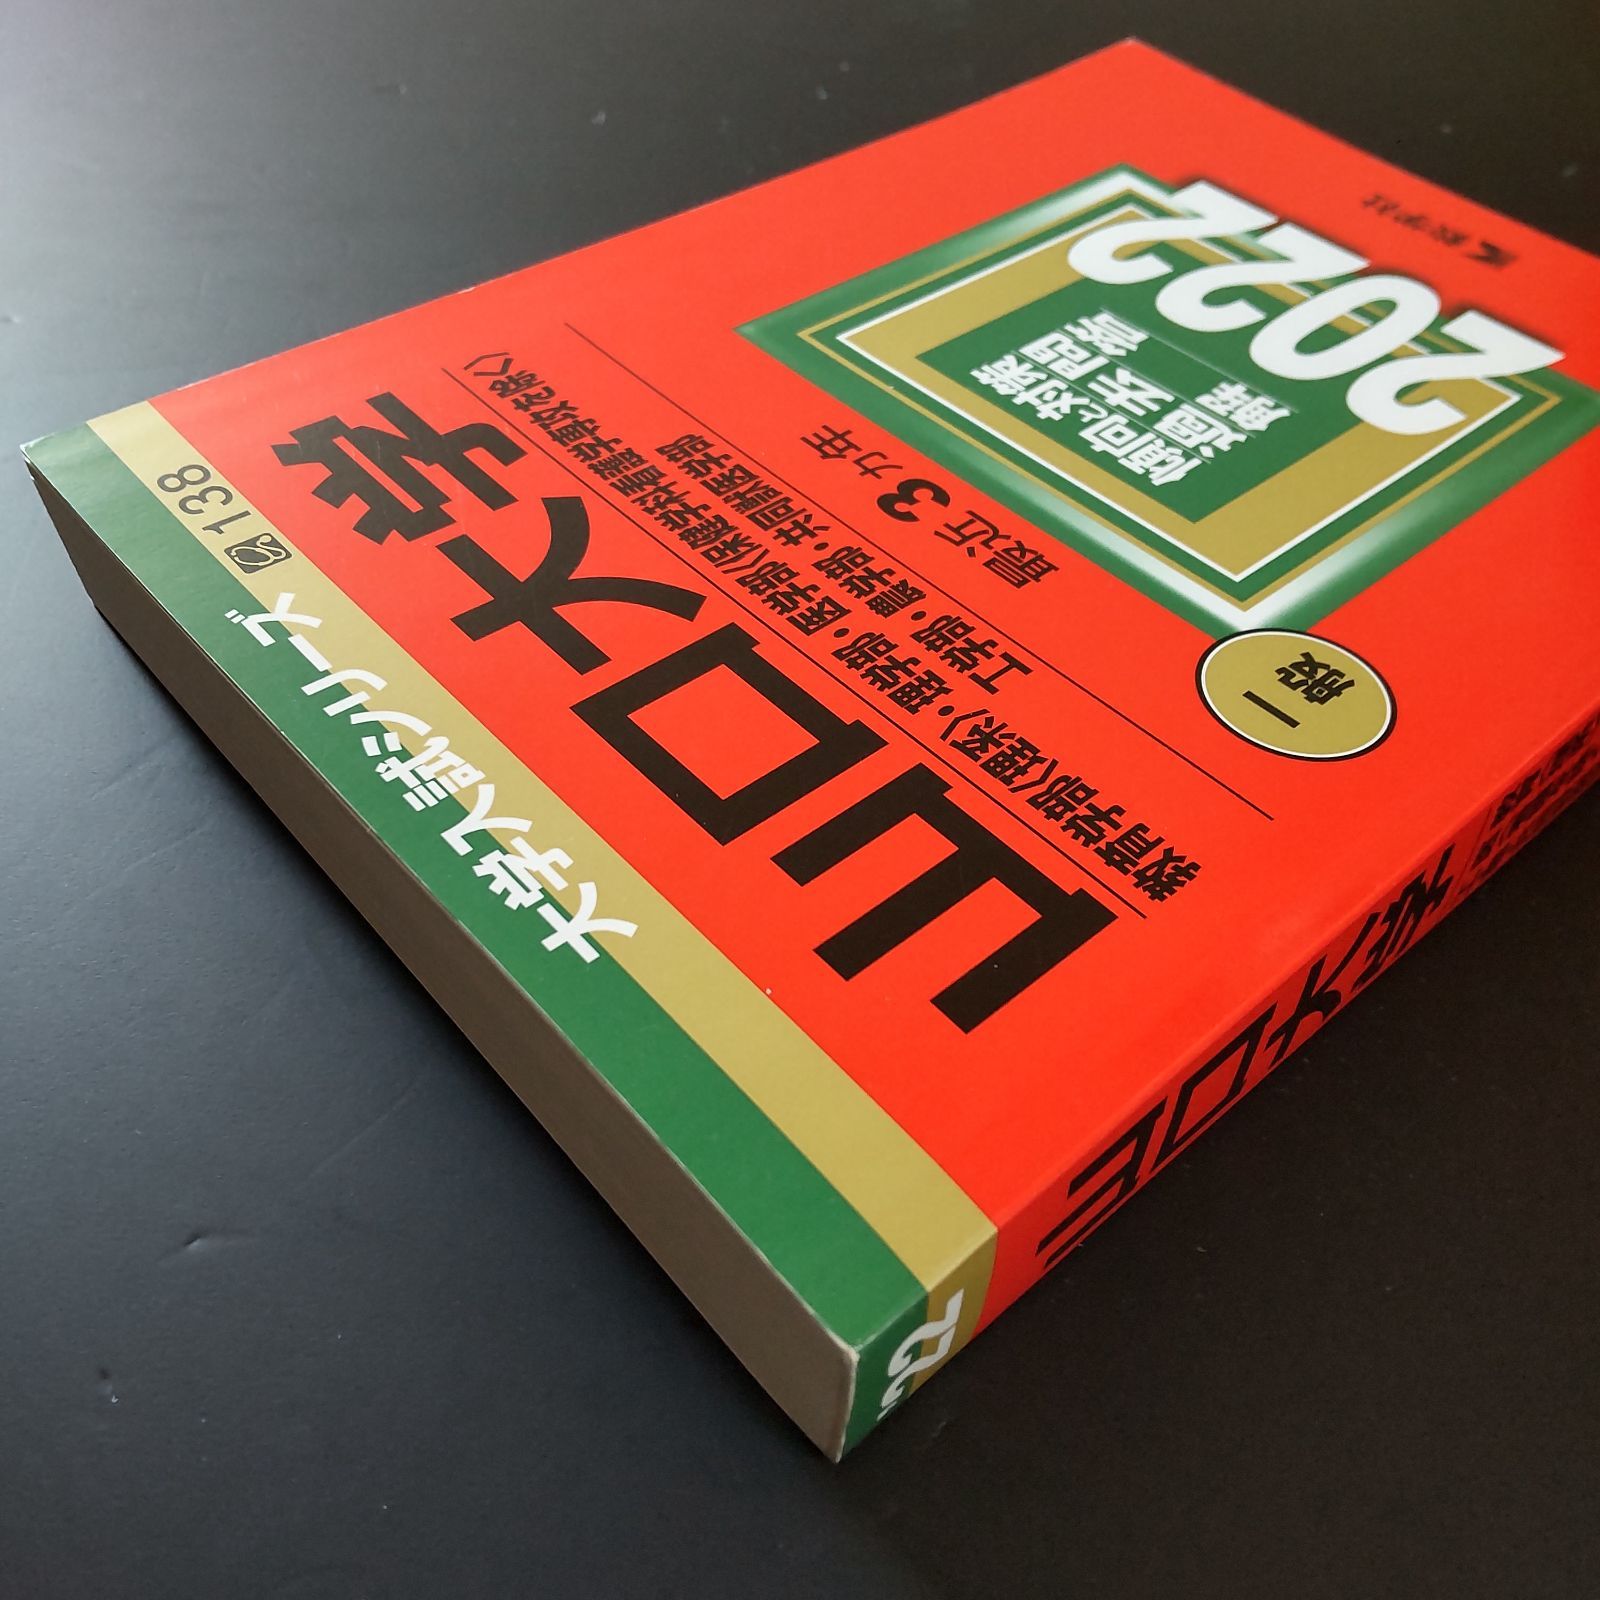 大学入試シリーズ
138
山口大学
教育学部〈理系〉・理学部・医学部〈保健学科看護学専攻を除く〉
工学部・農学部・共同獣医学部
最近3カ年
一般
傾向と対策
過去問
解答
2022
教学社
山口大学